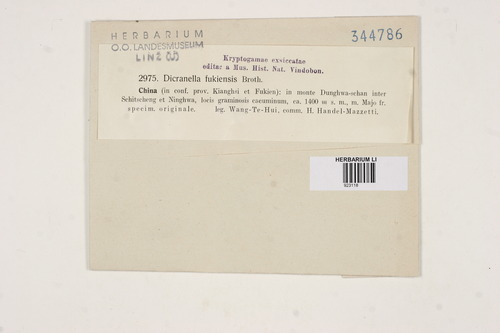 HERBARIUM
O.O. LANDESMUSEUM
LINZ (LI)
344786
Kryptogamae exsiccatae
editae a Mus. Hist. Nat. Vindobon.
2975. Dicranella fukiensis Broth.
China (in conf. prov. Kianghsi et Fukien): in monte Dunghwa-schan inter
Schitscheng et Ninghwa, locis graminosis cacuminum, ca. 1400 m s. m., m. Majo fr.
specim. originale. leg. Wang-Te-Hui, comm. H. Handel-Mazzetti.
HERBARIUM LI